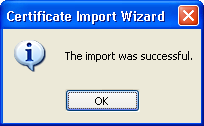 Certificate Import Wizard
The import was successful.
OK